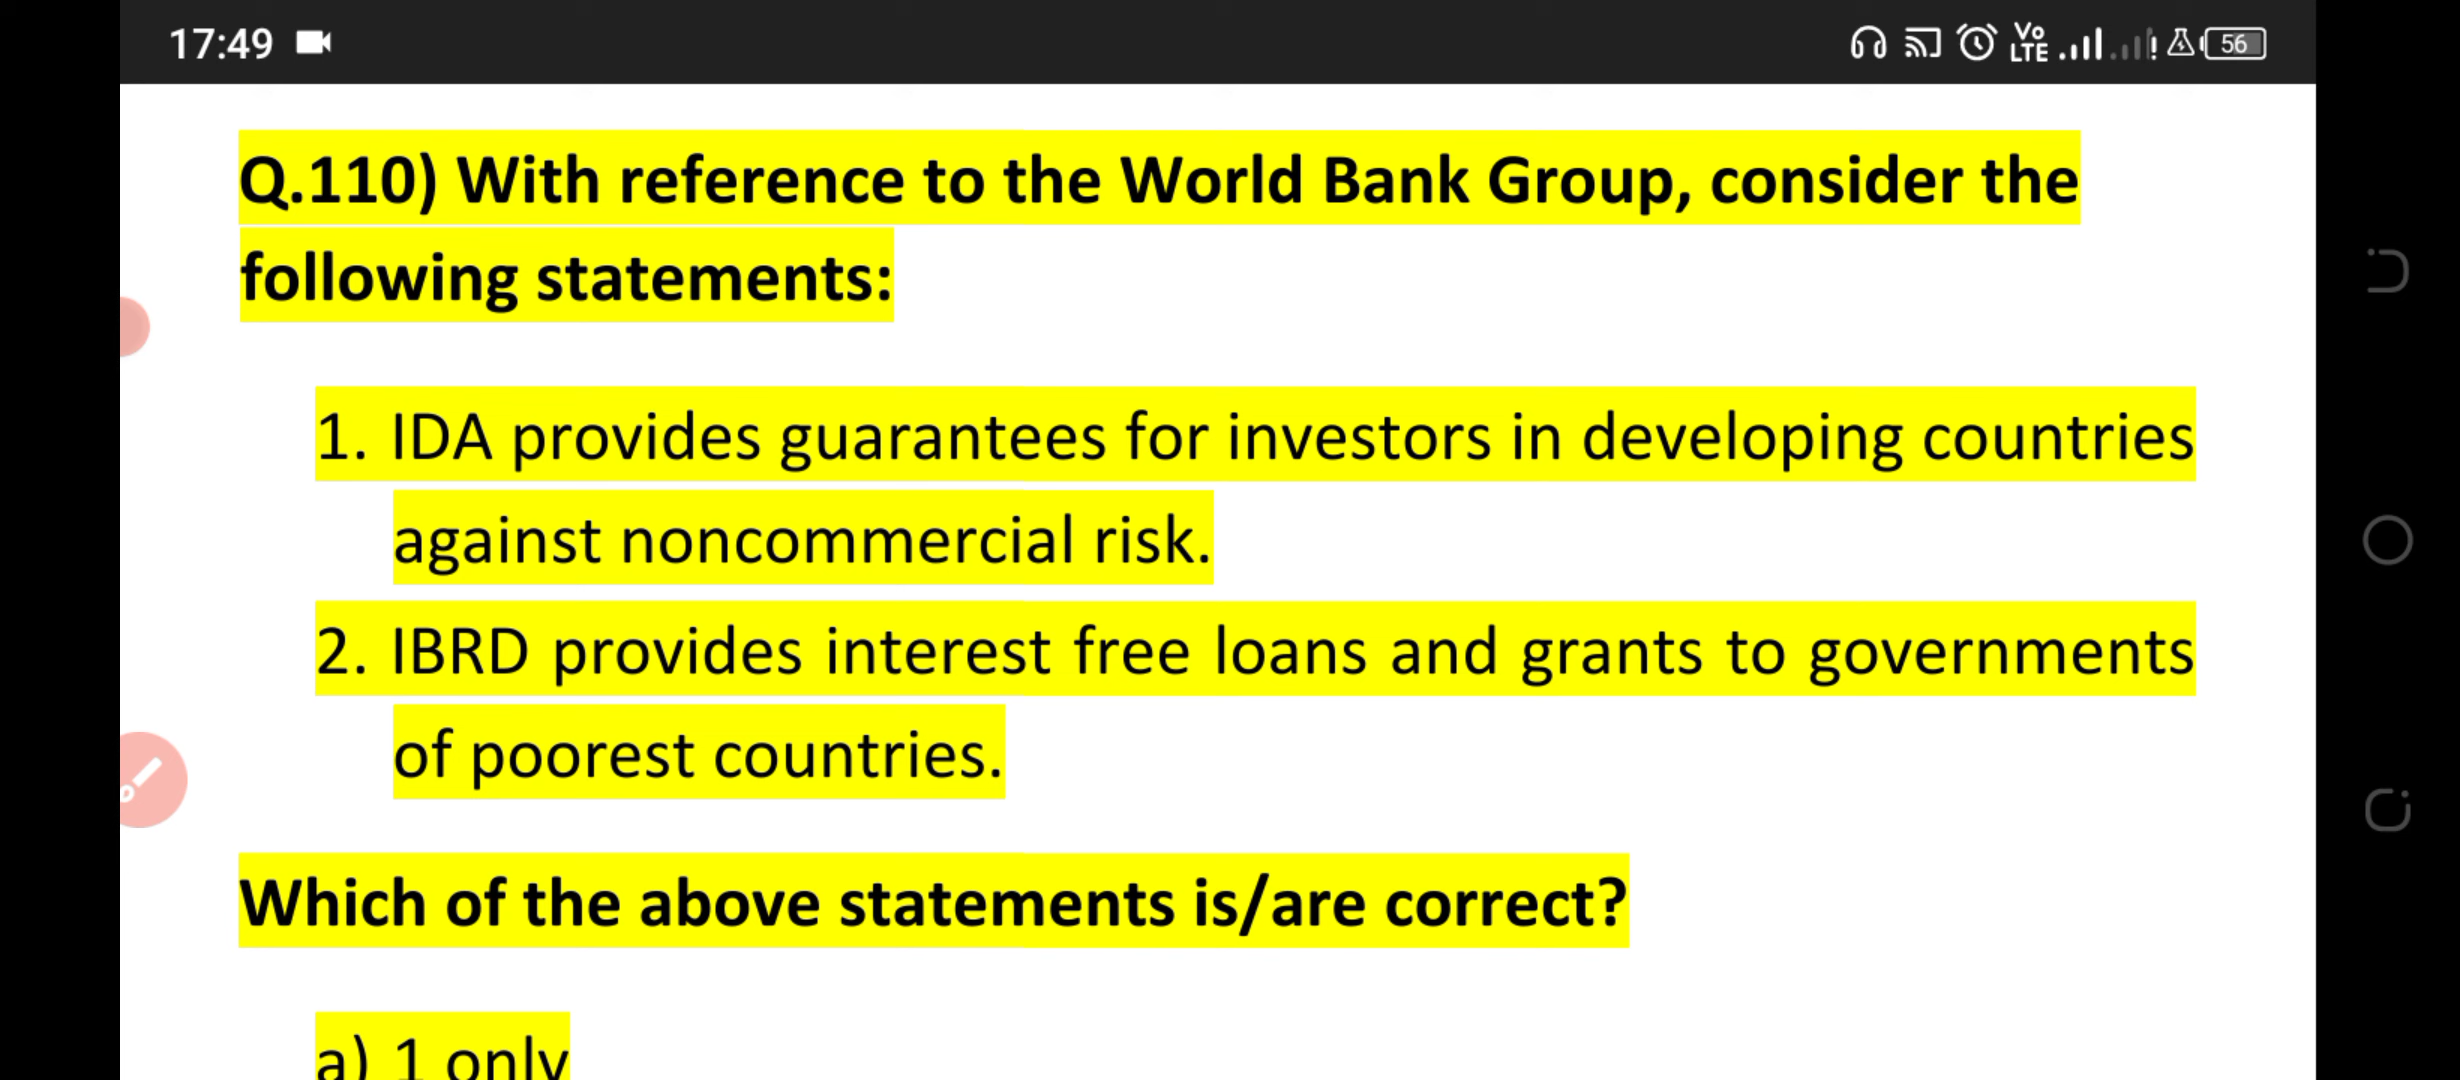 17:49
Vo
LTE
56
Q.110) With reference to the World Bank Group, consider the
following statements:
1. IDA provides guarantees for investors in developing countries
against noncommercial risk.
2. IBRD provides interest free loans and grants to governments
of poorest countries.
Which of the above statements is/are correct?
a) 1 only